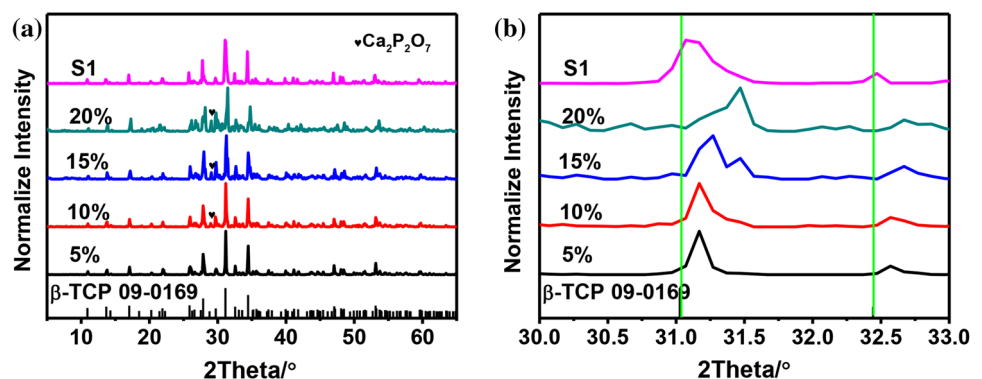 (a)
♥Ca₂P₂O₇
S1
20%
♥
15%
♥
10%
♥
5%
β-TCP 09-0169
Normalize Intensity
10 20 30 40 50 60
2Theta/°
(b)
S1
20%
15%
10%
5%
β-TCP 09-0169
Normalize Intensity
30.0 30.5 31.0 31.5 32.0 32.5 33.0
2Theta/°